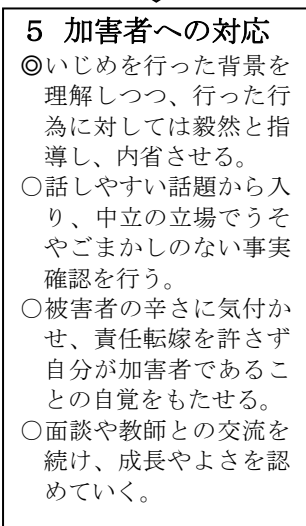 5 加害者への対応
◎いじめを行った背景を
理解しつつ、行った行
為に対しては毅然と指
導し、内省させる。
○話しやすい話題から入
り、中立の立場でうそ
やごまかしのない事実
確認を行う。
○被害者の辛さに気付か
せ、責任転嫁を許さず
自分が加害者であるこ
との自覚をもたせる。
○面談や教師との交流を
続け、成長やよさを認
めていく。